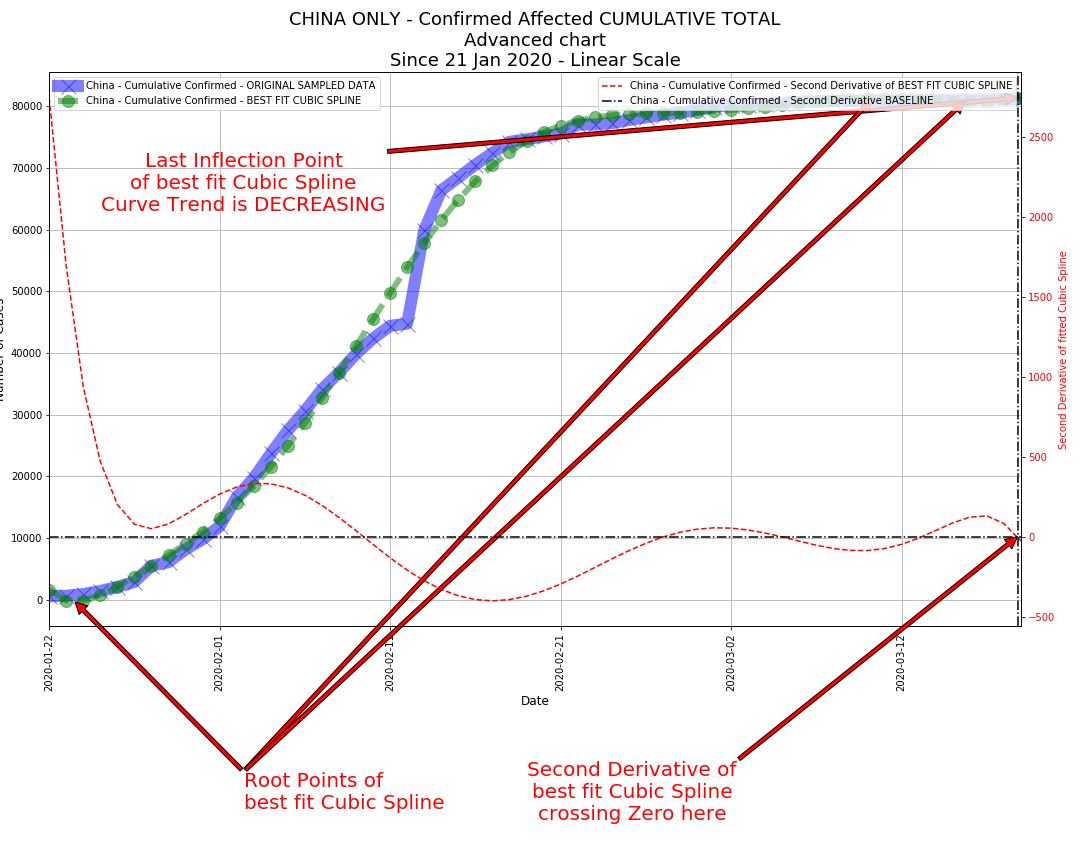 CHINA ONLY - Confirmed Affected CUMULATIVE TOTAL
Advanced chart
Since 21 Jan 2020 - Linear Scale
China - Cumulative Confirmed - ORIGINAL SAMPLED DATA
China - Cumulative Confirmed - BEST FIT CUBIC SPLINE
China - Cumulative Confirmed - Second Derivative of BEST FIT CUBIC SPLINE
China - Cumulative Confirmed - Second Derivative BASELINE
Last Inflection Point
of best fit Cubic Spline
Curve Trend is DECREASING
80000
70000
60000
50000
40000
30000
20000
10000
0
2500
2000
1500
1000
500
0
−500
Second Derivative of fitted Cubic Spline
2020-01-22
2020-02-01
2020-02-11
2020-02-21
2020-03-02
2020-03-12
Date
Root Points of
best fit Cubic Spline
Second Derivative of
best fit Cubic Spline
crossing Zero here